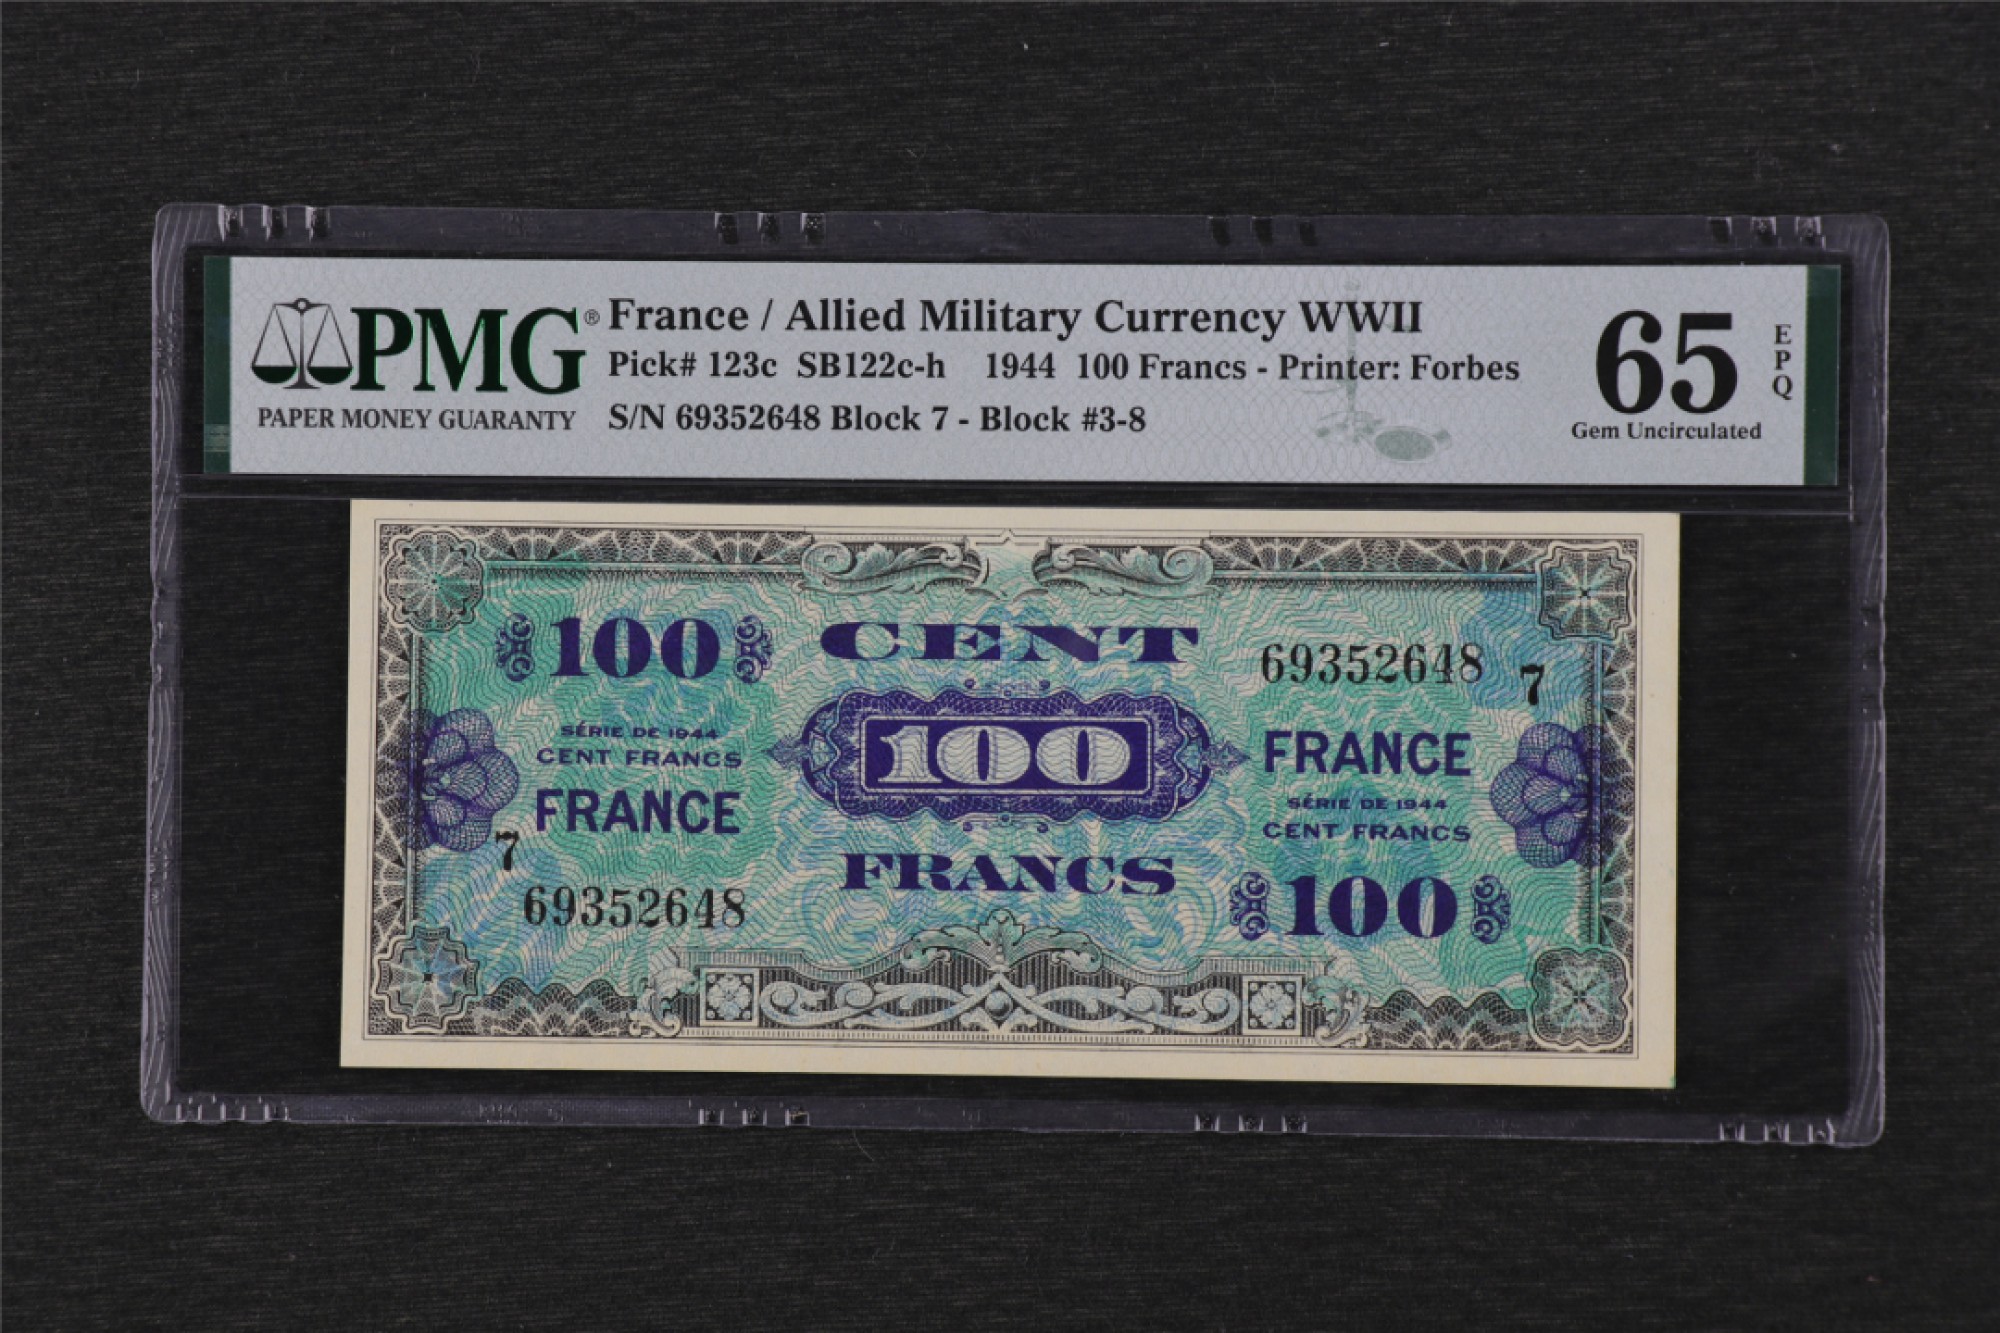 PMG®
PAPER MONEY GUARANTY
France / Allied Military Currency WWII
Pick# 123c SB122c-h 1944 100 Francs - Printer: Forbes
S/N 69352648 Block 7 - Block #3-8
65
EPQ
Gem Uncirculated
100
CENT
69352648
7
SÉRIE DE 1944
CENT FRANCS
FRANCE
100
FRANCE
SÉRIE DE 1944
CENT FRANCS
7
69352648
FRANCS
100